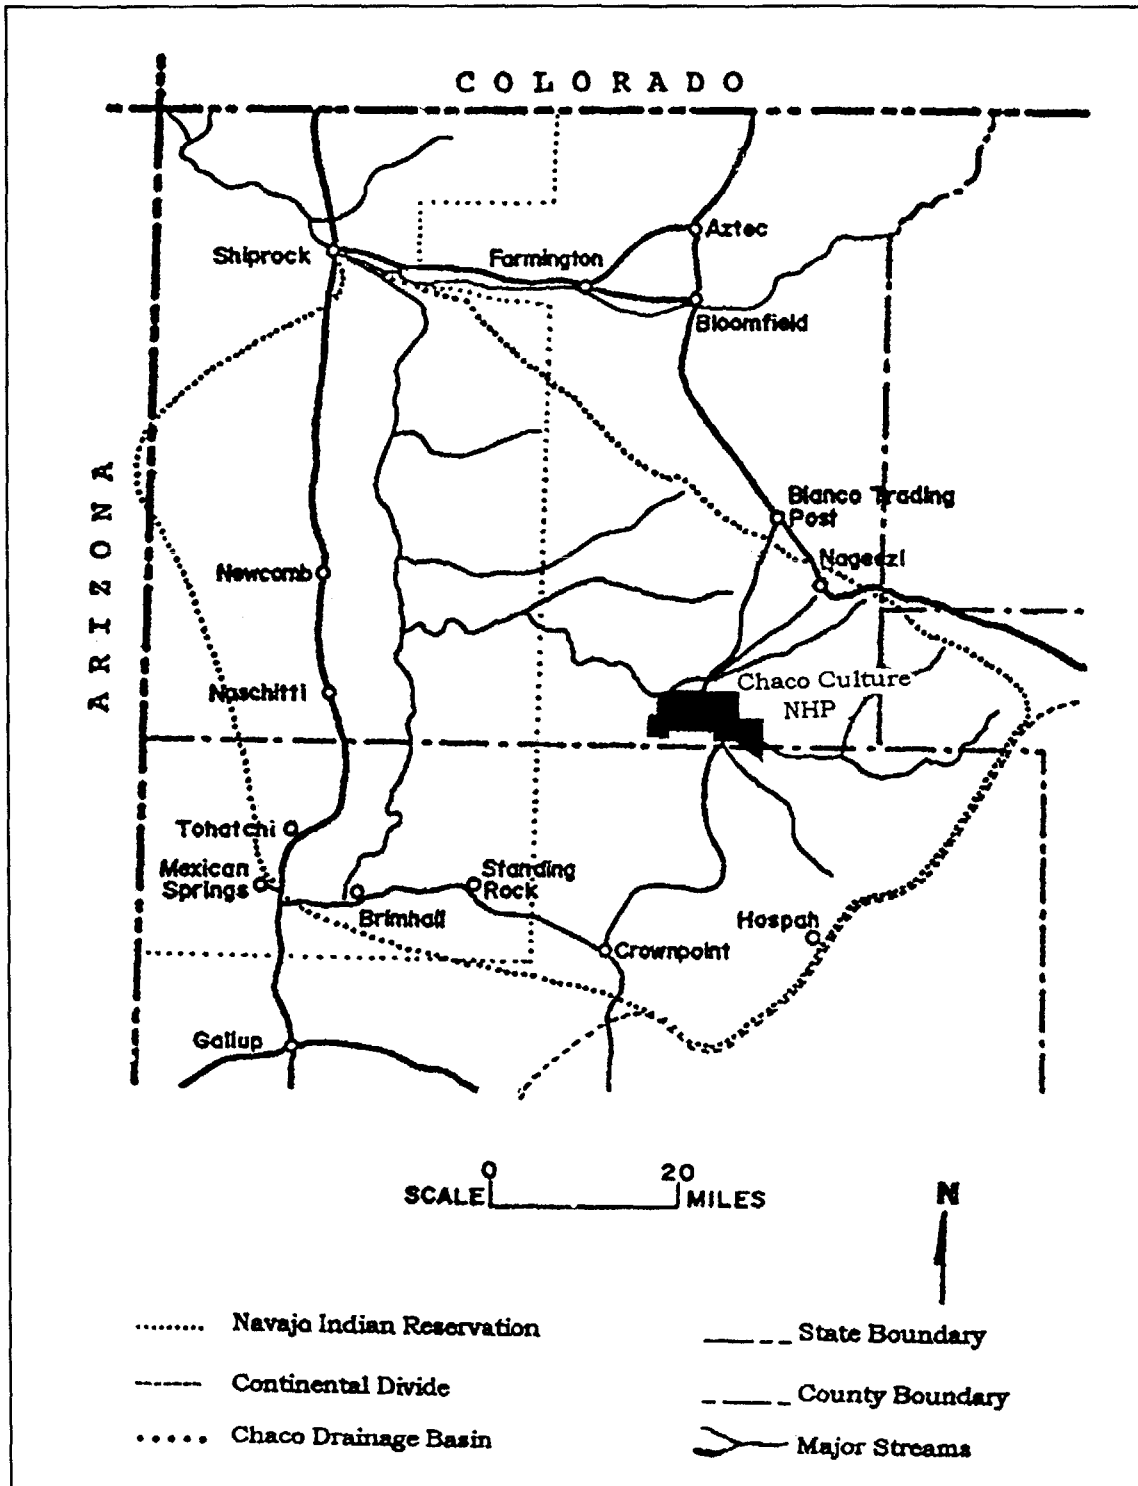 COLORADO
Aztec
Shiprock
Farmington
Bloomfield
ARIZONA
Blanco Trading
Post
Nageezi
Newcomb
Chaco Culture
NHP
Naschitti
Tohatchi
Mexican
Springs
Standing
Rock
Brimhall
Hospah
Crownpoint
Gallup
0 20
SCALE MILES
N
Navajo Indian Reservation
State Boundary
Continental Divide
County Boundary
Chaco Drainage Basin
Major Streams